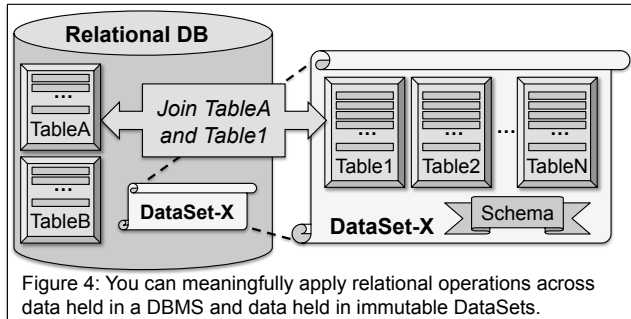 Relational DB
...
TableA
TableB
Join TableA
and Table1
DataSet-X
...
Table1
...
Table2
...
...
TableN
DataSet-X
Schema
Figure 4: You can meaningfully apply relational operations across
data held in a DBMS and data held in immutable DataSets.